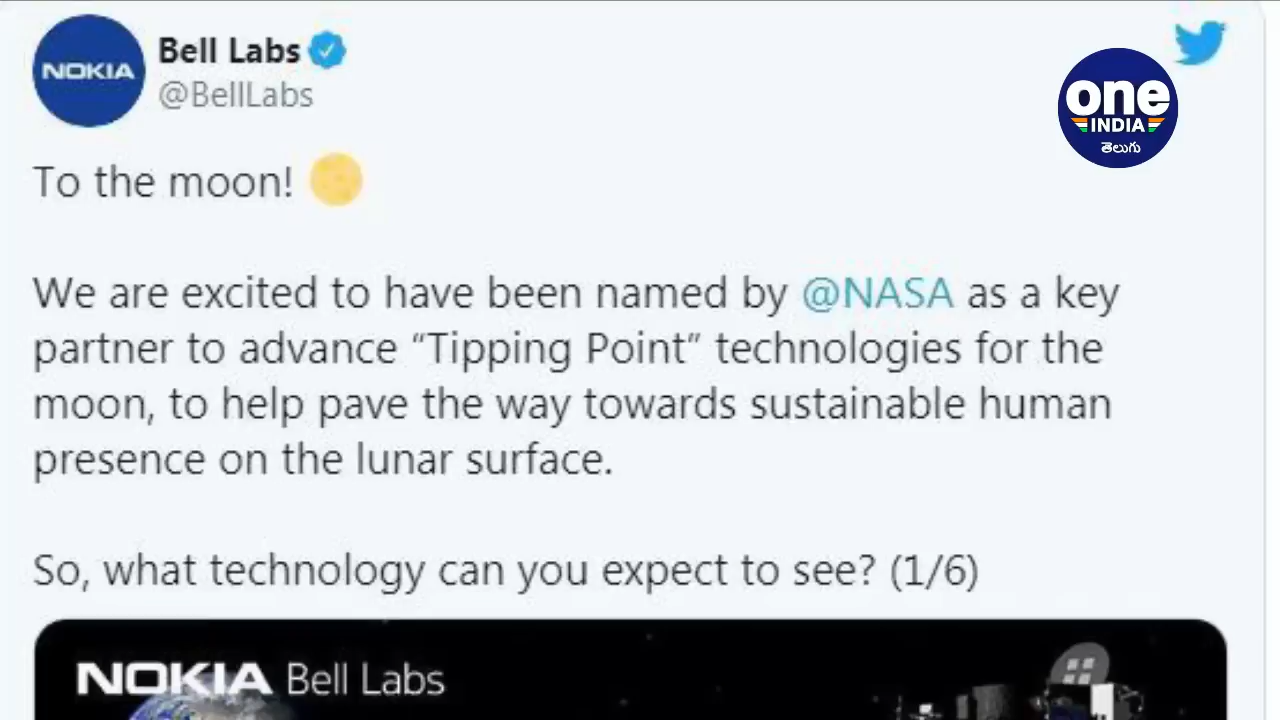 NOKIA
Bell Labs
@BellLabs
one
INDIA
తెలుగు
To the moon!
We are excited to have been named by @NASA as a key
partner to advance “Tipping Point” technologies for the
moon, to help pave the way towards sustainable human
presence on the lunar surface.
So, what technology can you expect to see? (1/6)
NOKIA Bell Labs